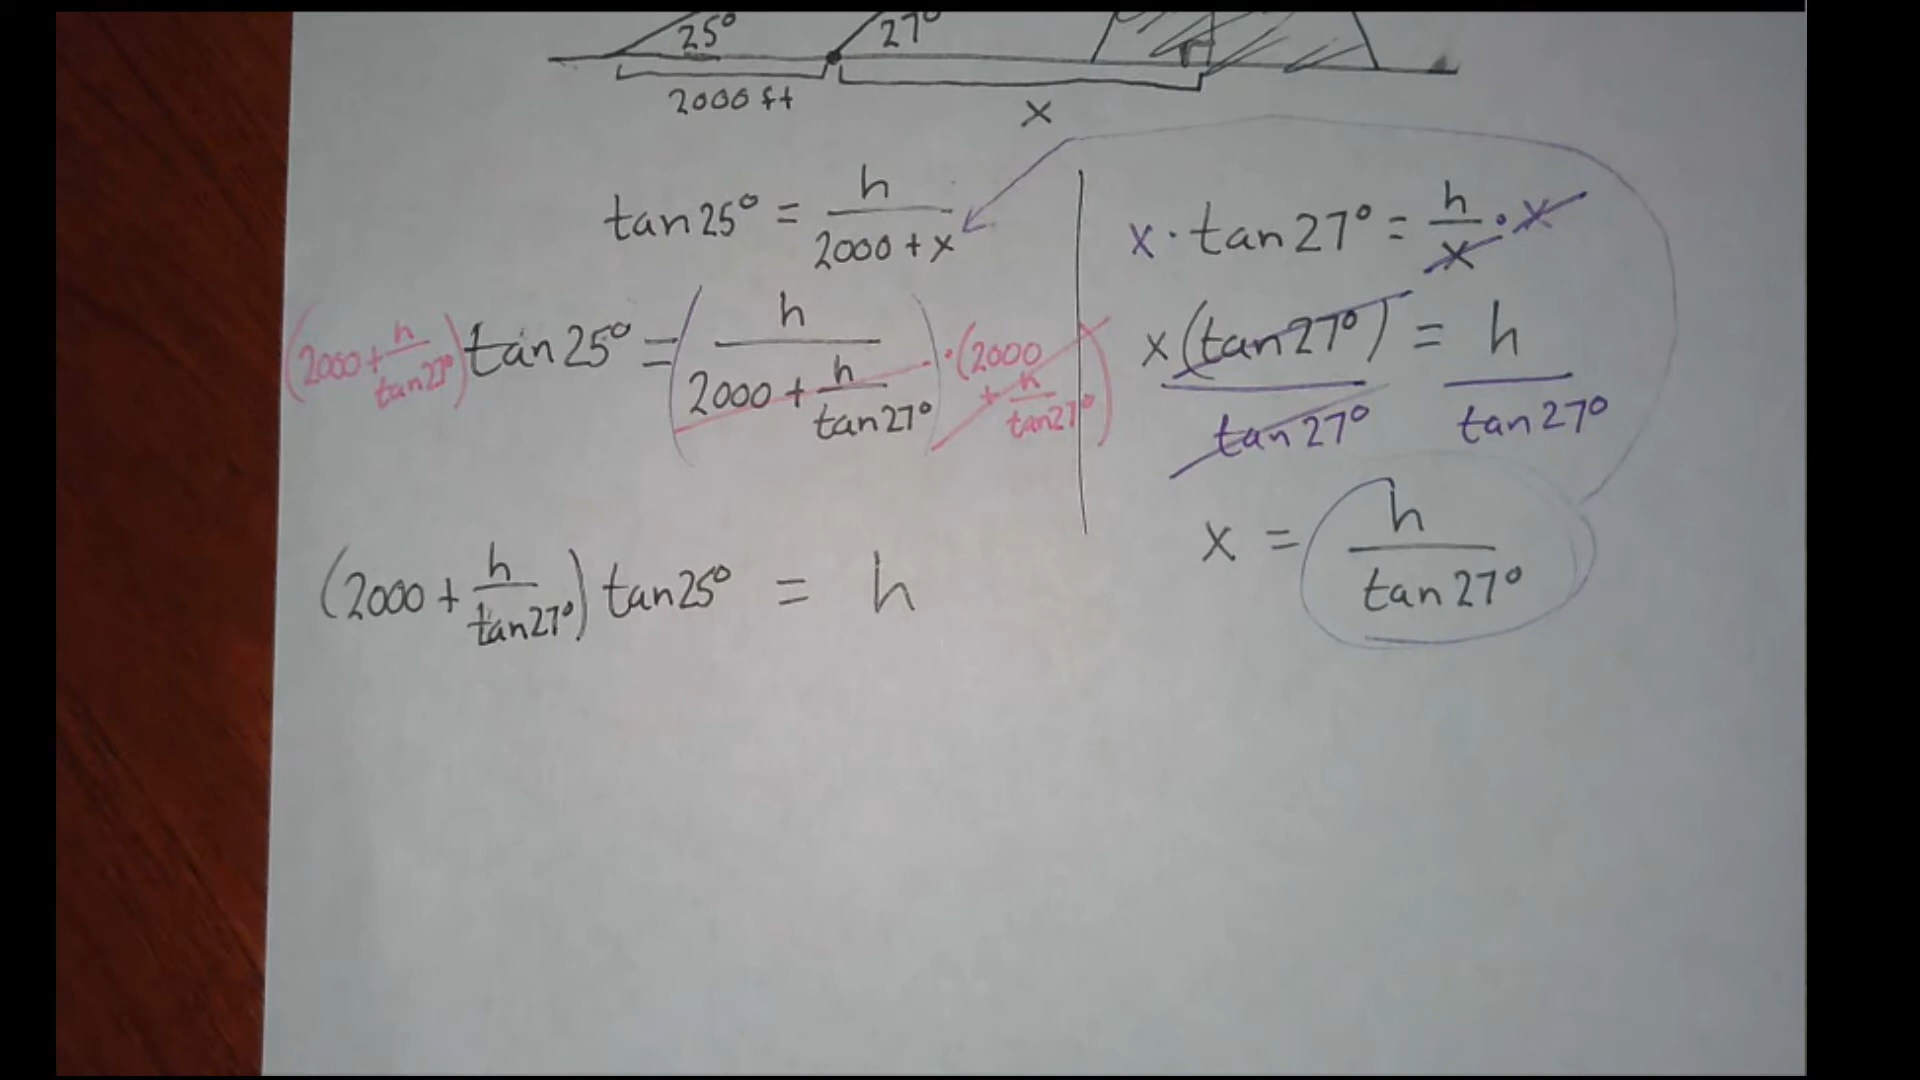 25° 27°
2000 ft
x
tan 25° = h / 2000 + x
(2000 + h / tan 27°) tan 25° = (h / 2000 + h / tan 27°) · (2000 + h / tan 27°)
(2000 + h / tan 27°) tan 25° = h
x · tan 27° = h / x · x
x (tan 27°) / tan 27° = h / tan 27°
x = h / tan 27°